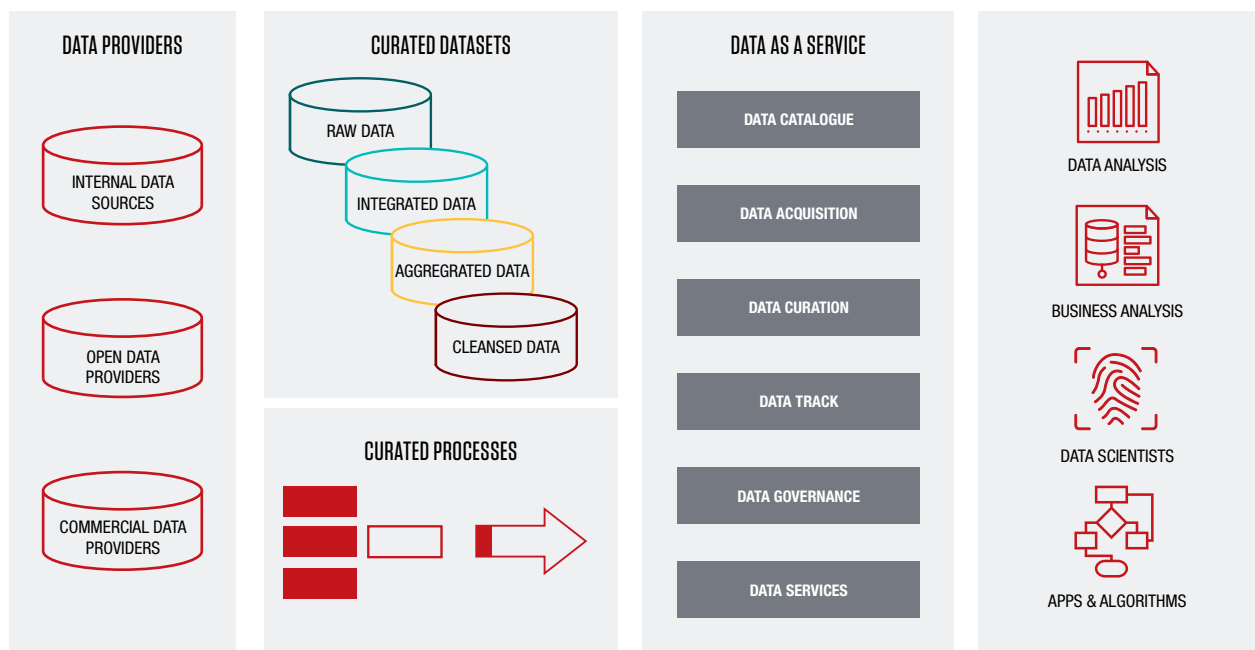 DATA PROVIDERS
INTERNAL DATA
SOURCES
OPEN DATA
PROVIDERS
COMMERCIAL DATA
PROVIDERS
CURATED DATASETS
RAW DATA
INTEGRATED DATA
AGGREGRATED DATA
CLEANSED DATA
CURATED PROCESSES
DATA AS A SERVICE
DATA CATALOGUE
DATA ACQUISITION
DATA CURATION
DATA TRACK
DATA GOVERNANCE
DATA SERVICES
DATA ANALYSIS
BUSINESS ANALYSIS
DATA SCIENTISTS
APPS & ALGORITHMS